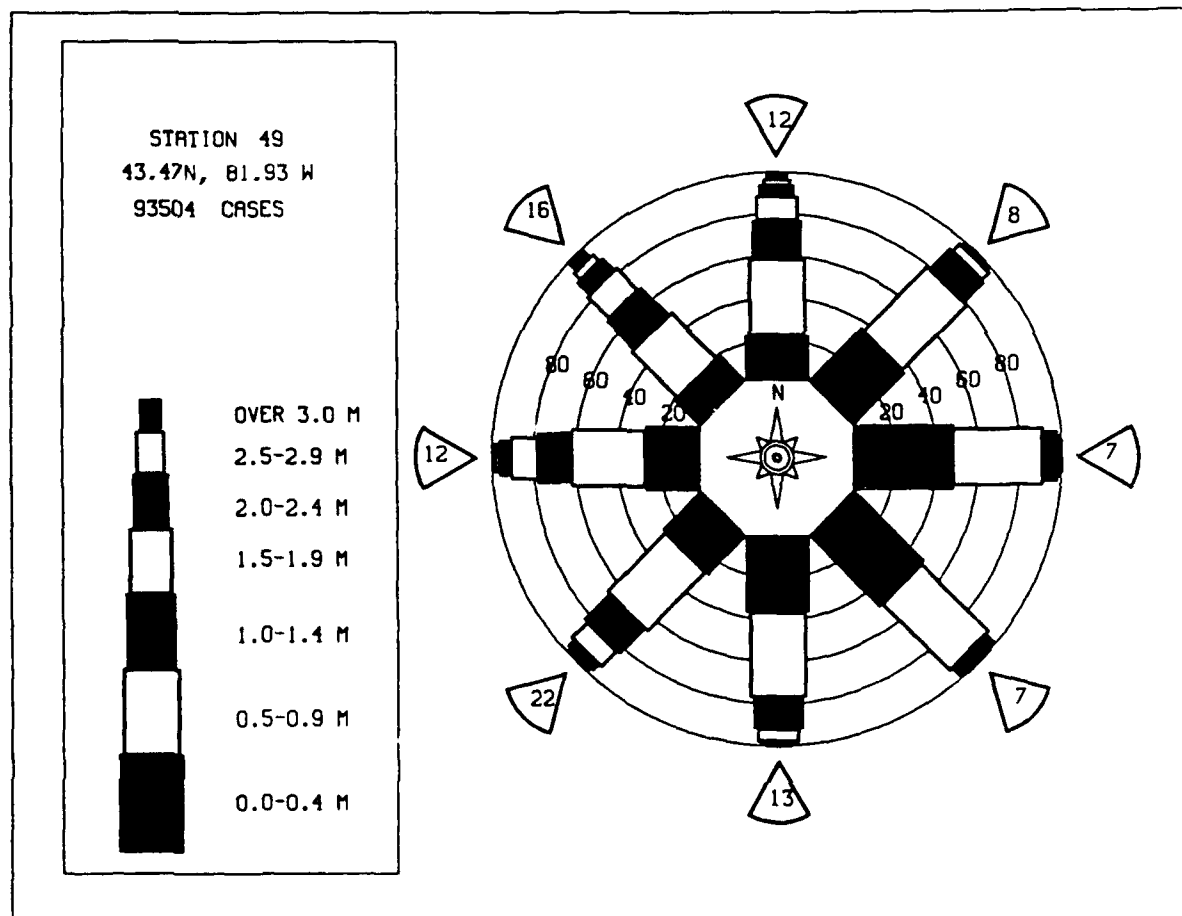 STATION 49
43.47N, 81.93 W
93504 CASES
OVER 3.0 M
2.5-2.9 M
2.0-2.4 M
1.5-1.9 M
1.0-1.4 M
0.5-0.9 M
0.0-0.4 M
12
16
8
80
60
40
20
N
20
40
60
80
12
7
22
7
13